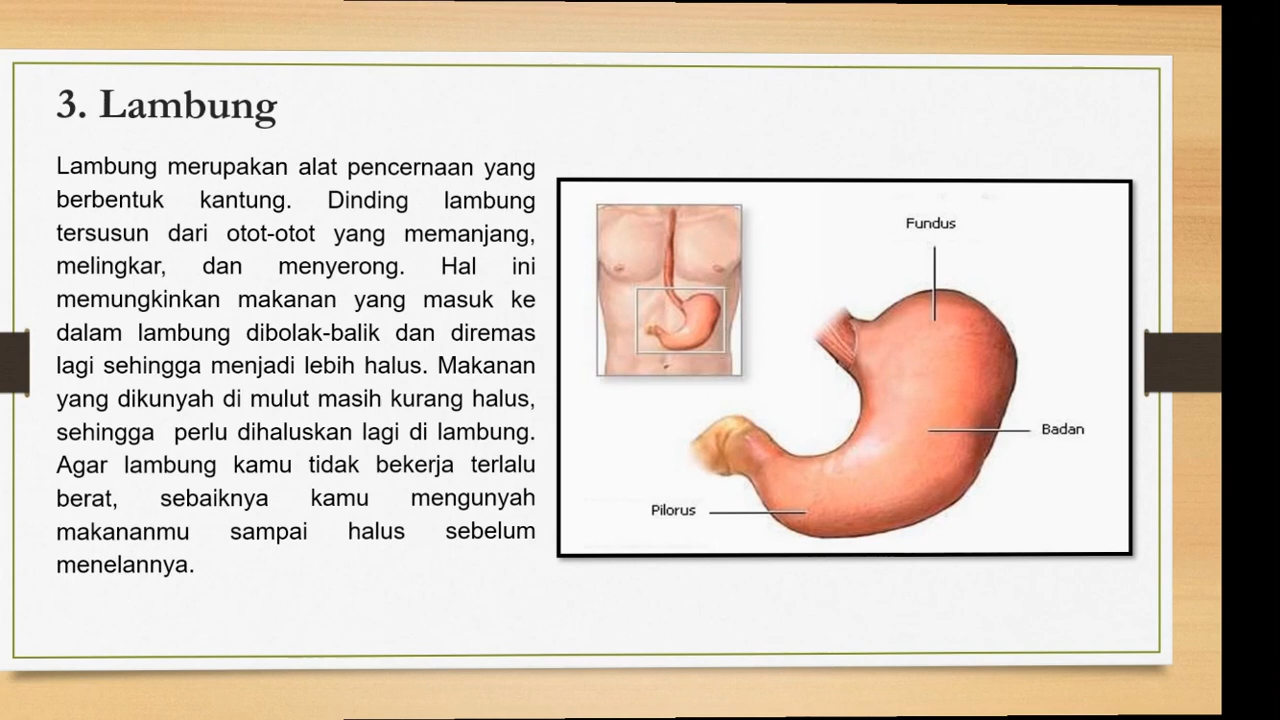 3. Lambung
Lambung merupakan alat pencernaan yang
berbentuk kantung. Dinding lambung
tersusun dari otot-otot yang memanjang,
melingkar, dan menyerong. Hal ini
memungkinkan makanan yang masuk ke
dalam lambung dibolak-balik dan diremas
lagi sehingga menjadi lebih halus. Makanan
yang dikunyah di mulut masih kurang halus,
sehingga perlu dihaluskan lagi di lambung.
Agar lambung kamu tidak bekerja terlalu
berat, sebaiknya kamu mengunyah
makananmu sampai halus sebelum
menelannya.
Fundus
Badan
Pilorus